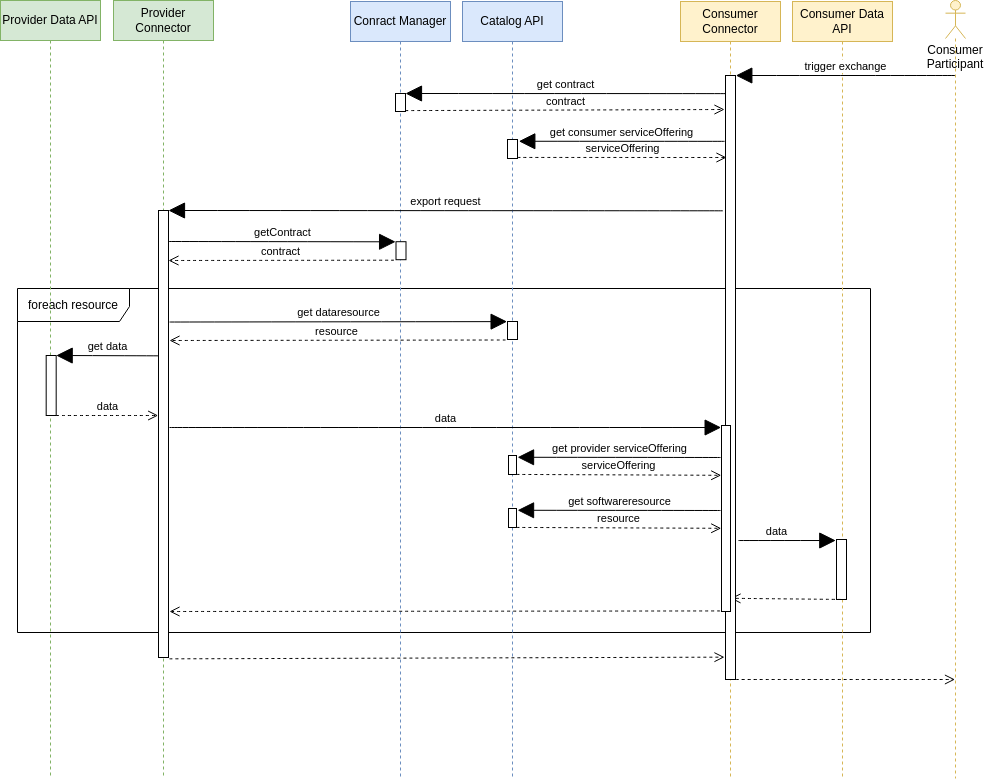 Provider Data API
Provider
Connector
Conract Manager
Catalog API
Consumer
Connector
Consumer Data
API
Consumer
Participant
trigger exchange
get contract
contract
get consumer serviceOffering
serviceOffering
export request
getContract
contract
foreach resource
get dataresource
resource
get data
data
data
get provider serviceOffering
serviceOffering
get softwareresource
resource
data